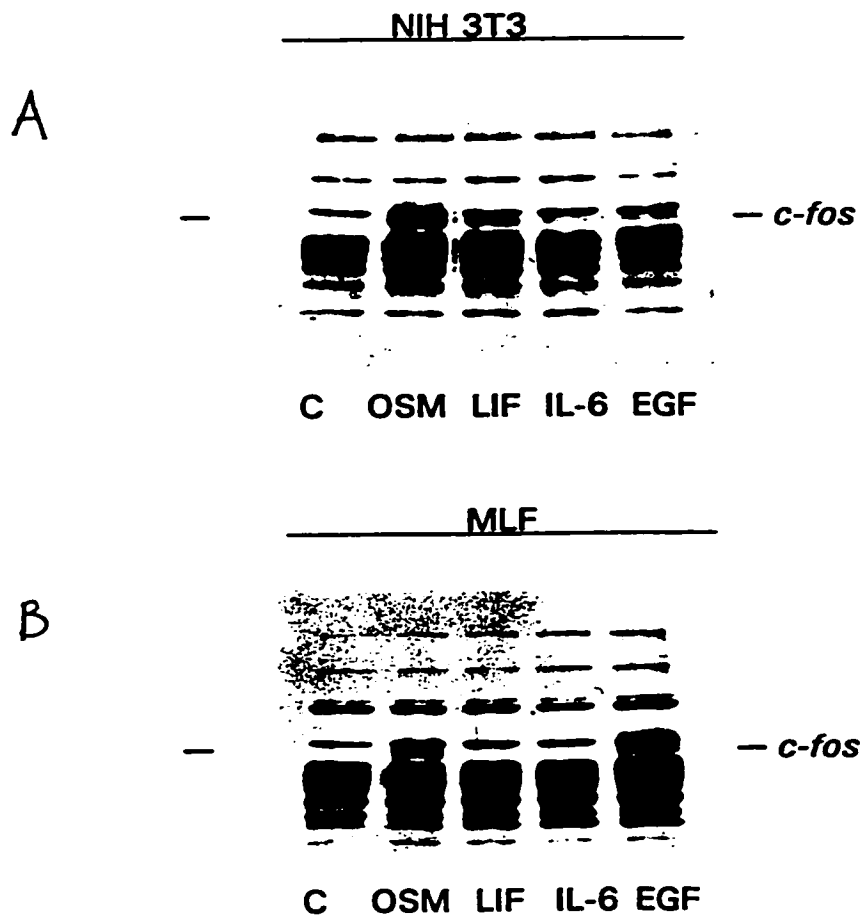 NIH 3T3
A
— — c-fos
C OSM LIF IL-6 EGF
MLF
B
— — c-fos
C OSM LIF IL-6 EGF